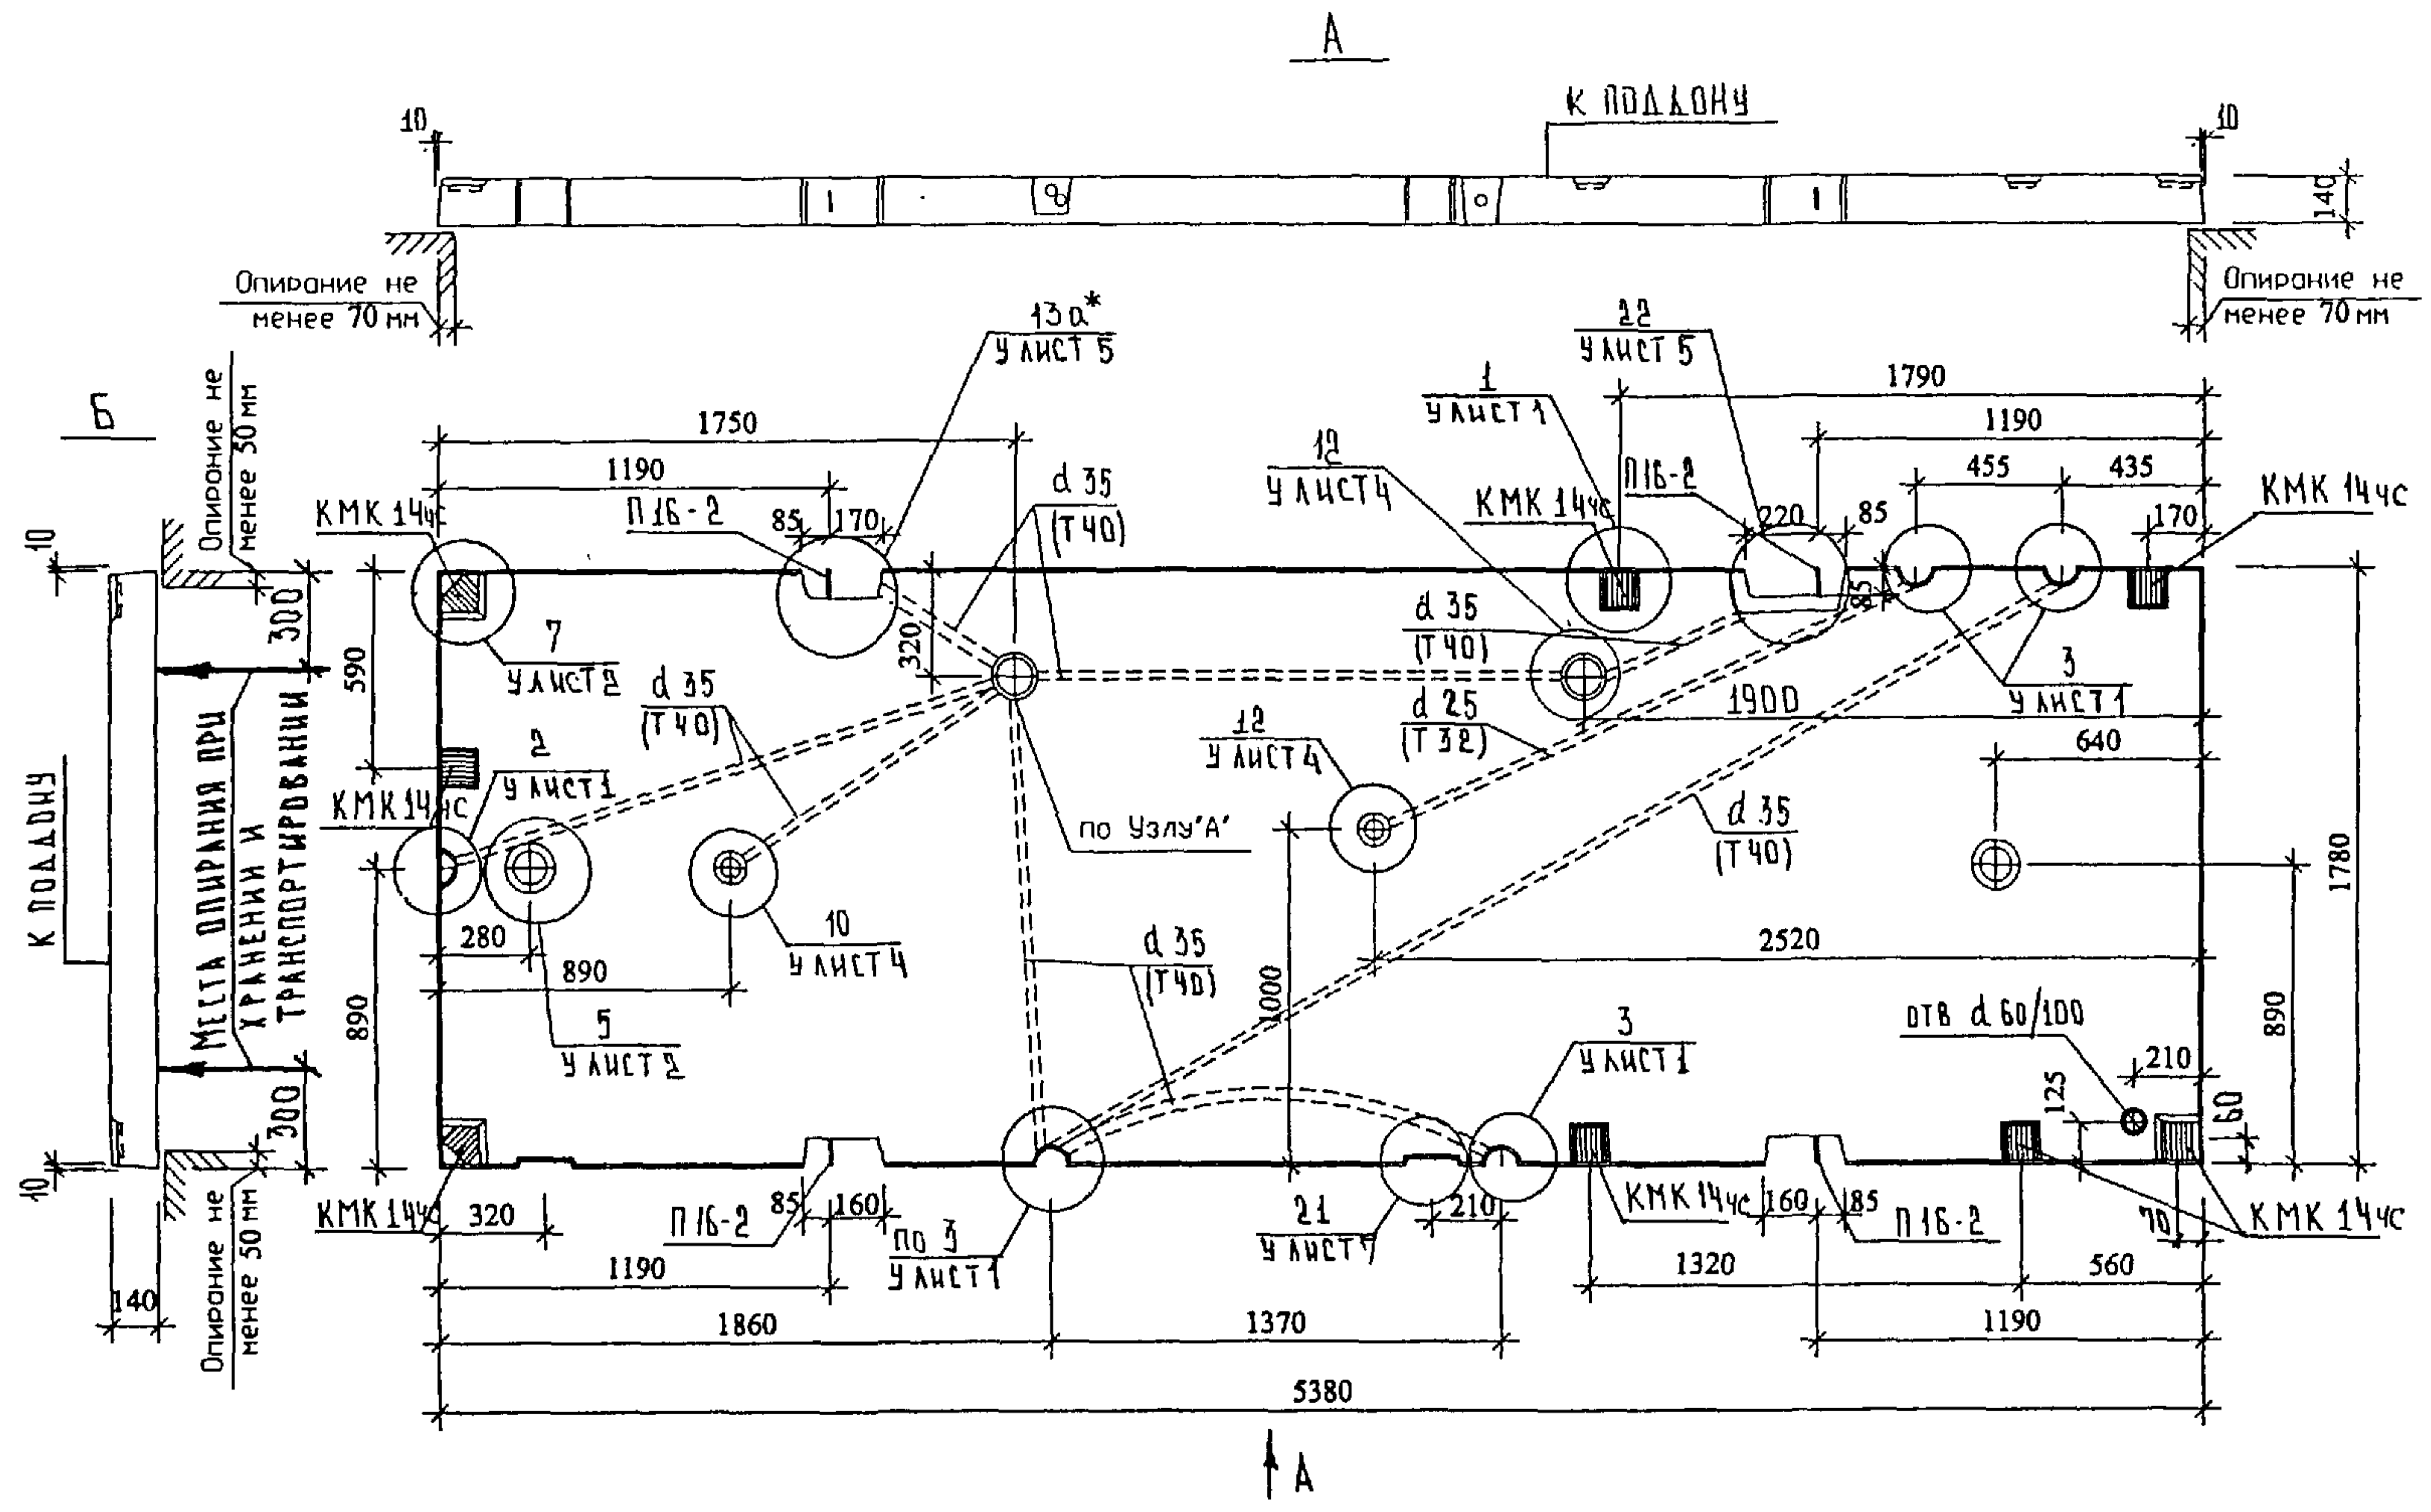 А
К ПОДДОНУ
10
10
140
Опирание не
менее 70 мм
Опирание не
менее 70 мм
13а*
У ЛИСТ 5
22
У ЛИСТ 5
1
У ЛИСТ 1
1790
Б
Опирание не
менее 50 мм
1750
1190
12
У ЛИСТ 4
1190
455
435
КМК 14чс
П16-2
d 35
(Т40)
КМК 14чс
П16-2
КМК 14чс
85
170
220
85
170
10
300
590
7
У ЛИСТ 2
320
d 35
(Т40)
85
3
У ЛИСТ 1
d 35
(Т40)
1900
d 25
(Т32)
2
У ЛИСТ 1
12
У ЛИСТ 4
640
К ПОДДОНУ
МЕСТА ОПИРАНИЯ ПРИ
ХРАНЕНИИ И
ТРАНСПОРТИРОВАНИИ
КМК 14чс
по Узлу "А"
d 35
(Т40)
1780
280
10
У ЛИСТ 4
d 35
(Т40)
2520
890
890
1000
5
У ЛИСТ 2
3
У ЛИСТ 1
ОТВ d 60/100
890
210
125
60
300
10
Опирание не
менее 50 мм
140
КМК 14чс
320
П16-2
85
160
ПО 3
У ЛИСТ 1
21
У ЛИСТ 7
210
КМК 14чс
160
85
П16-2
70
КМК 14чс
1190
1320
560
1860
1370
1190
5380
А